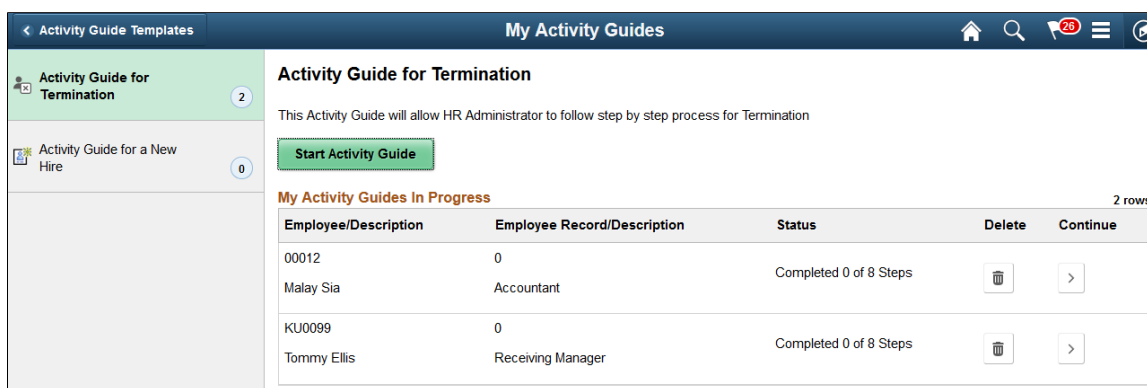 Activity Guide Templates
My Activity Guides
26
Activity Guide for
Termination
2
Activity Guide for a New
Hire
0
Activity Guide for Termination
This Activity Guide will allow HR Administrator to follow step by step process for Termination
Start Activity Guide
My Activity Guides In Progress
2 rows
Employee/Description Employee Record/Description Status Delete Continue
00012 0
Completed 0 of 8 Steps
Malay Sia Accountant
KU0099 0
Completed 0 of 8 Steps
Tommy Ellis Receiving Manager